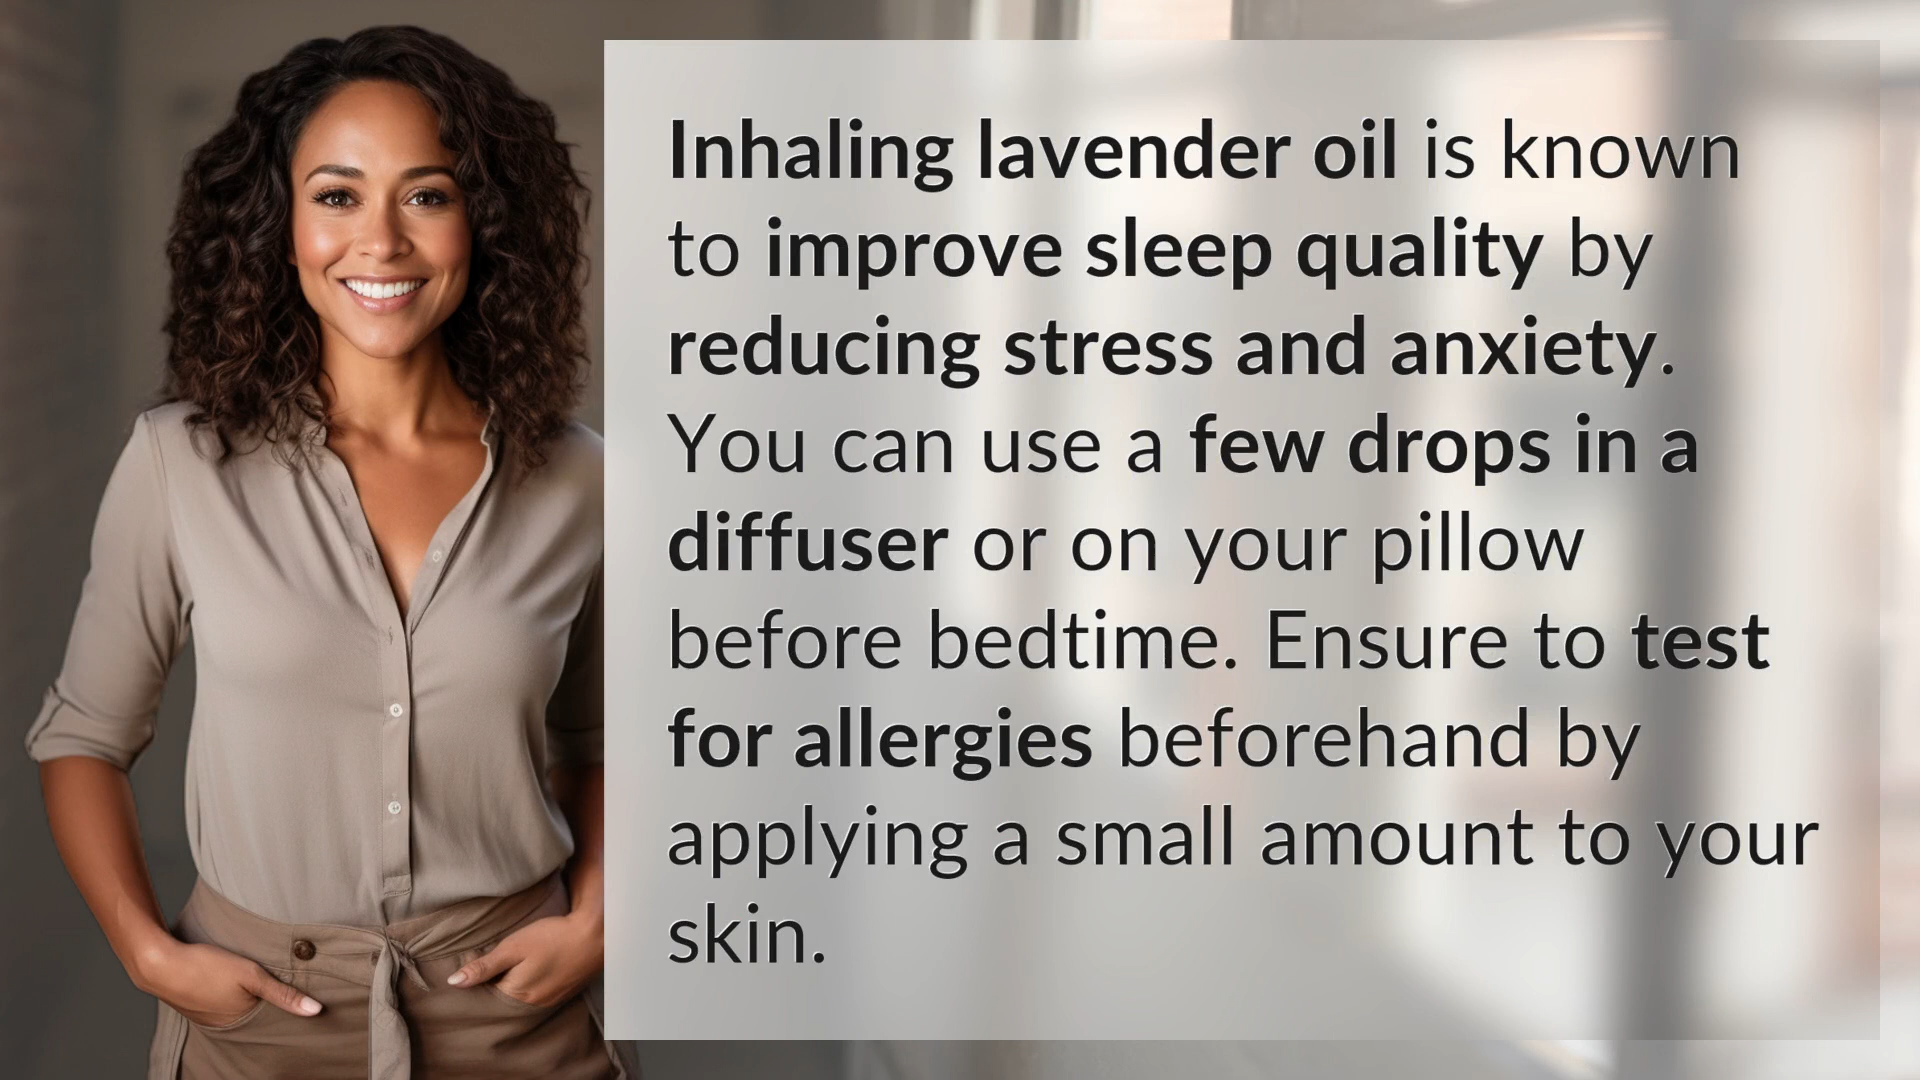 Inhaling lavender oil is known
to improve sleep quality by
reducing stress and anxiety.
You can use a few drops in a
diffuser or on your pillow
before bedtime. Ensure to test
for allergies beforehand by
applying a small amount to your
skin.